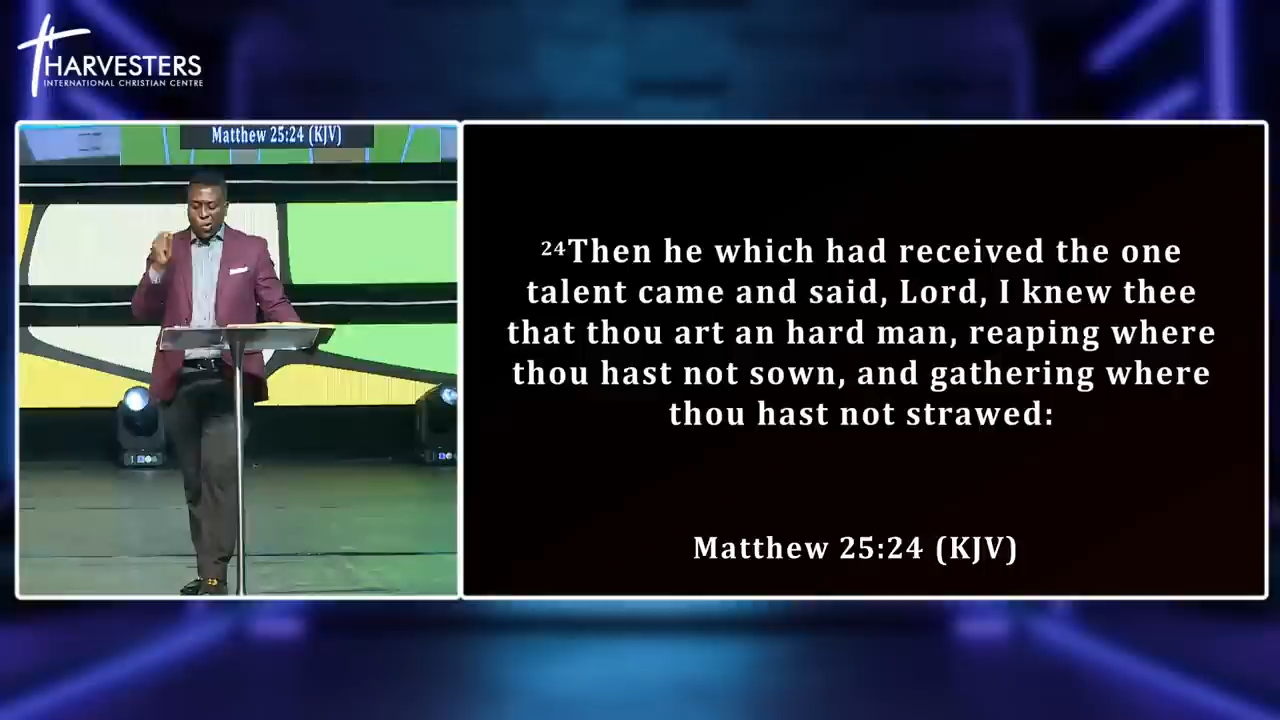 HARVESTERS
INTERNATIONAL CHRISTIAN CENTRE
Matthew 25:24 (KJV)
24Then he which had received the one
talent came and said, Lord, I knew thee
that thou art an hard man, reaping where
thou hast not sown, and gathering where
thou hast not strawed:
Matthew 25:24 (KJV)